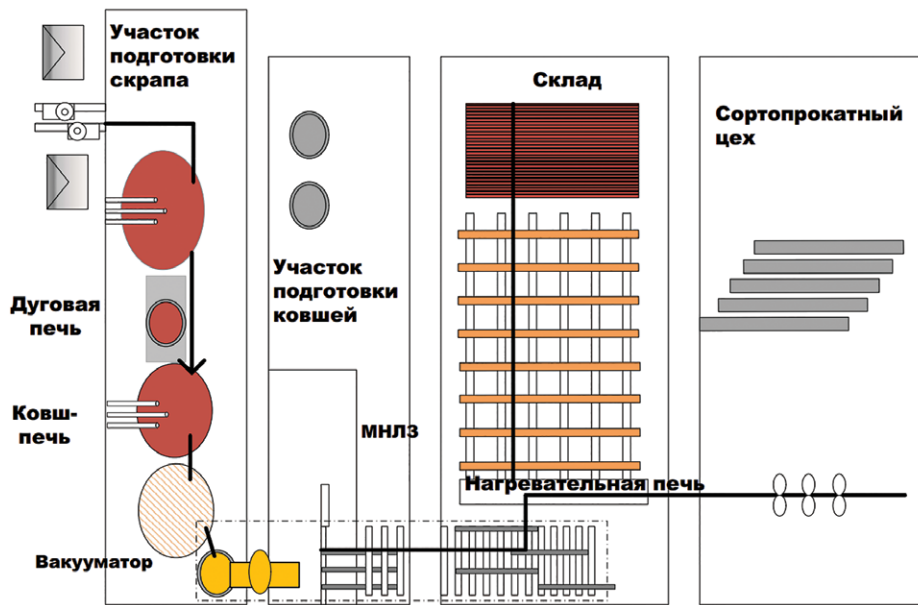 Участок
подготовки
скрапа
Дуговая
печь
Ковш-
печь
Вакууматор
Участок
подготовки
ковшей
МНЛЗ
Склад
Нагревательная печь
Сортопрокатный
цех